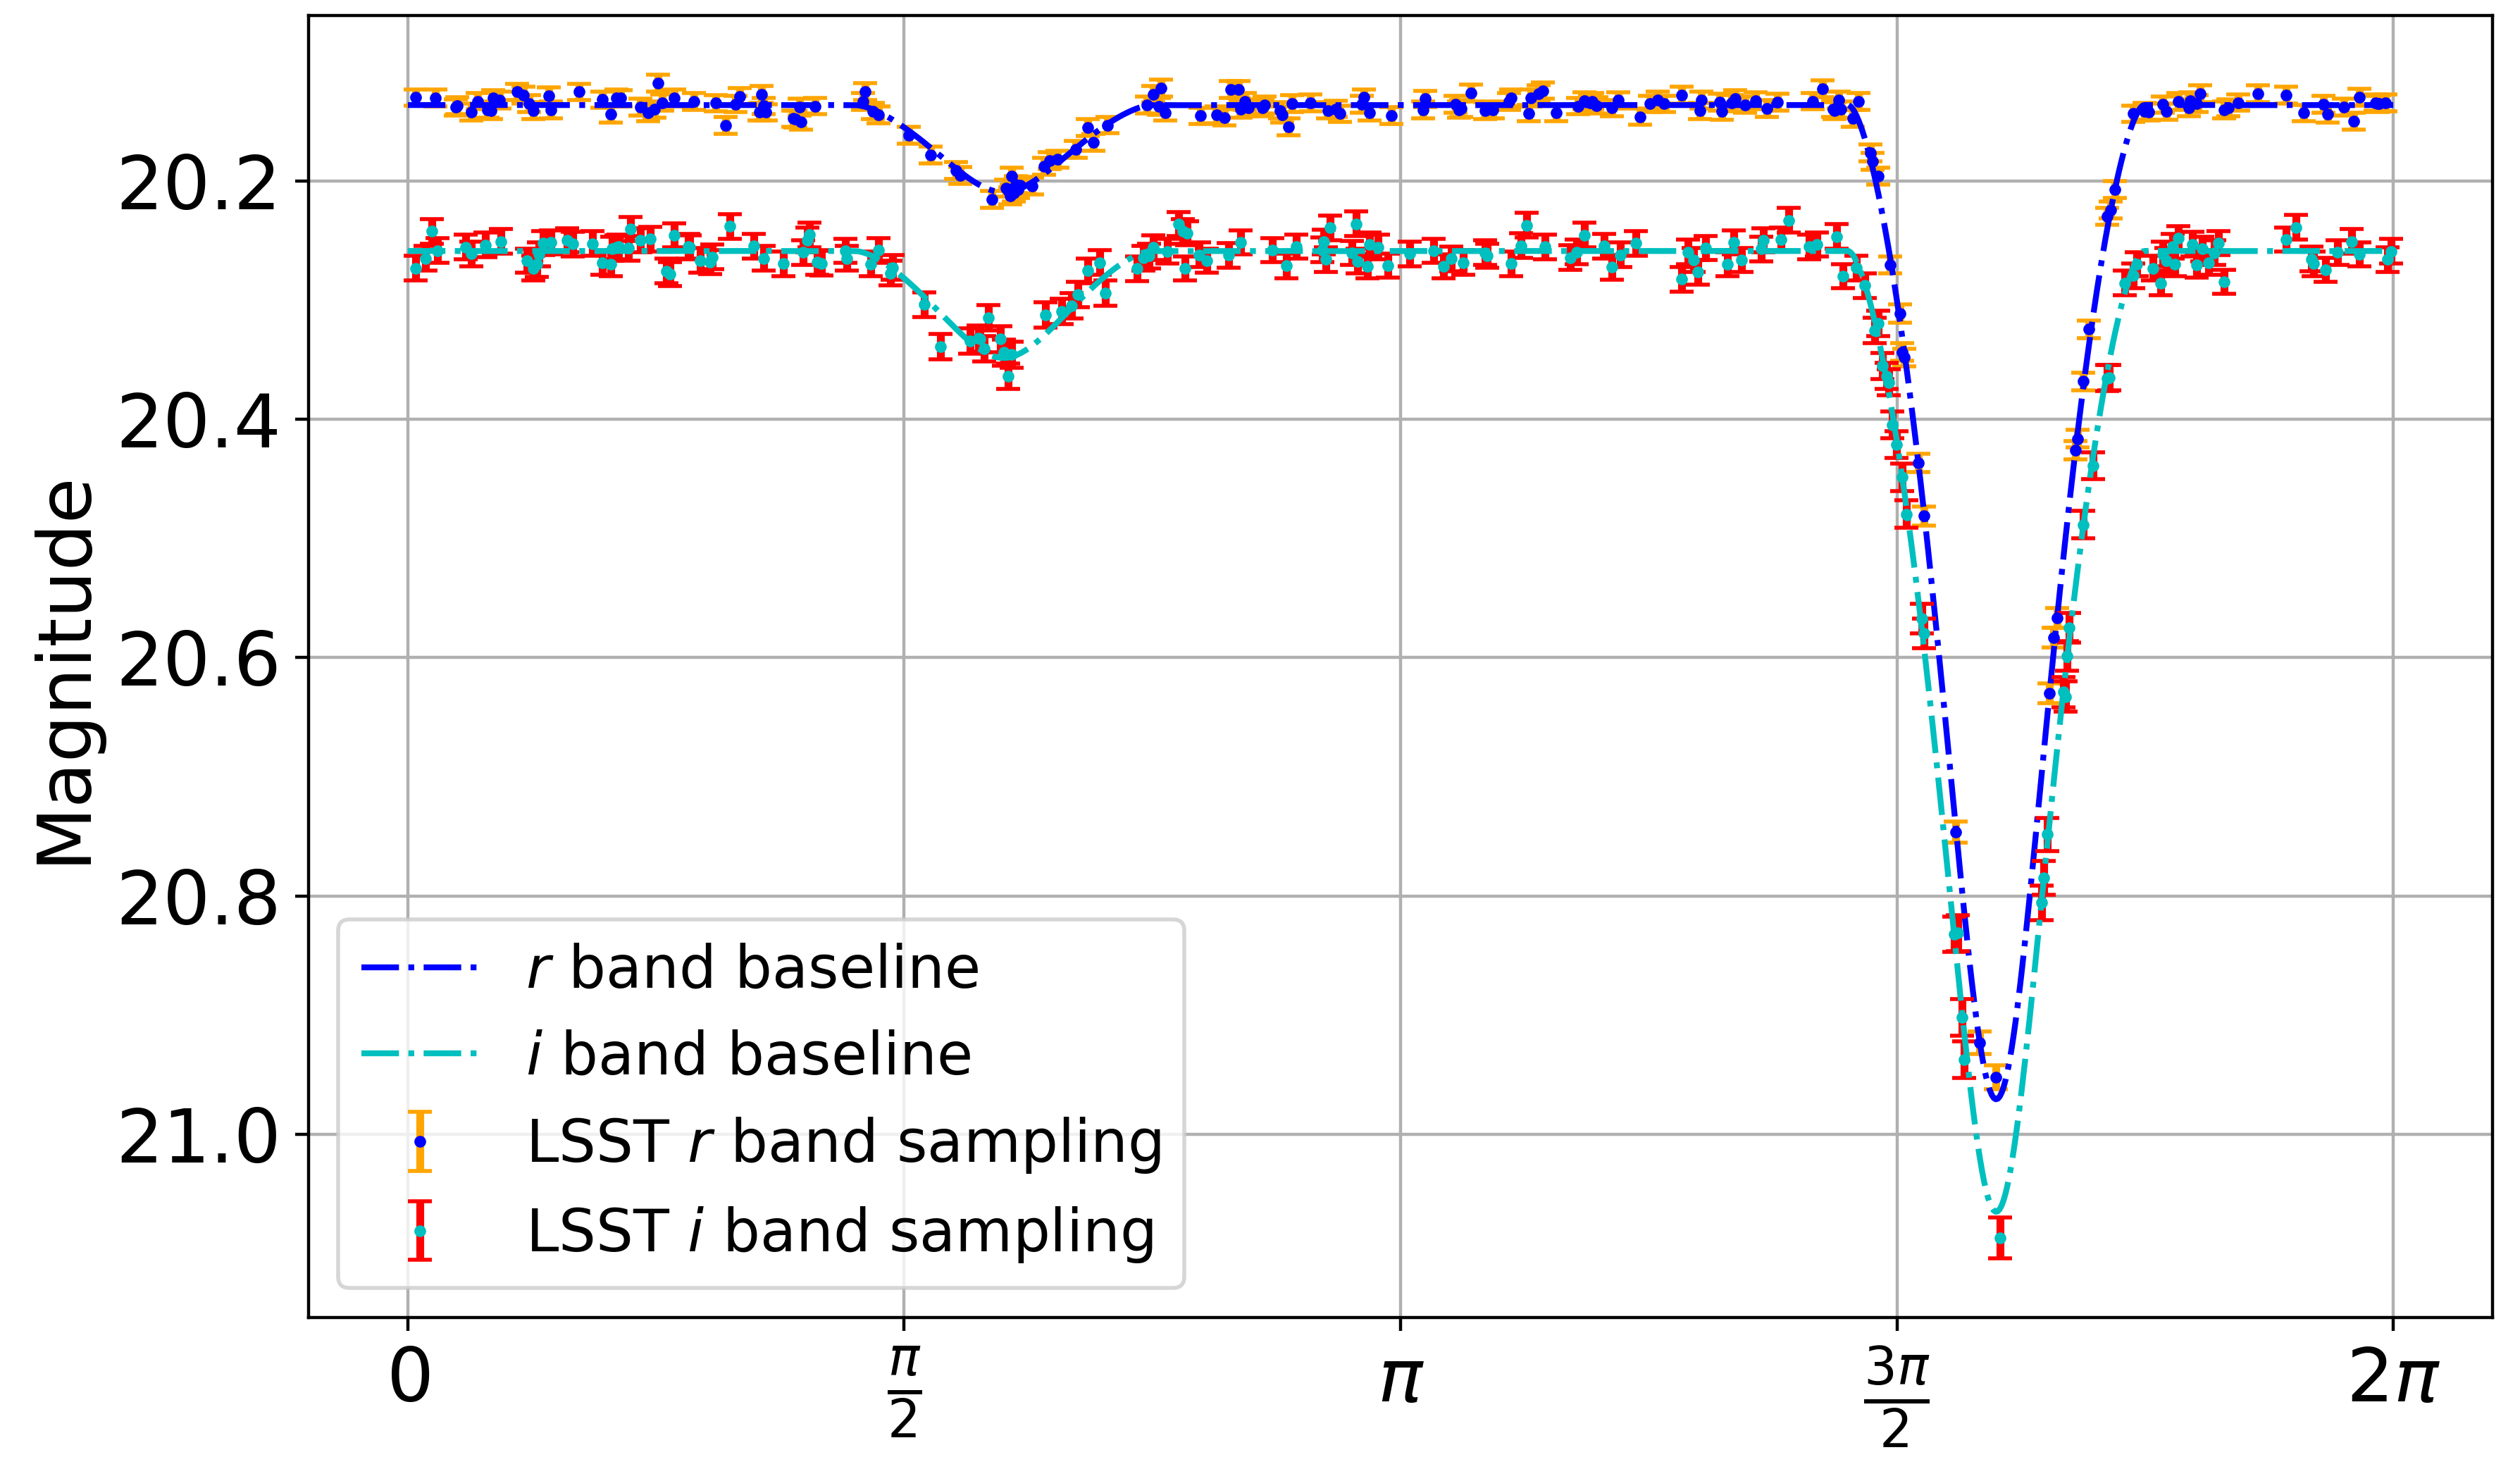 Magnitude
20.2
20.4
20.6
20.8
21.0
r band baseline
i band baseline
LSST r band sampling
LSST i band sampling
0
π/2
π
3π/2
2π